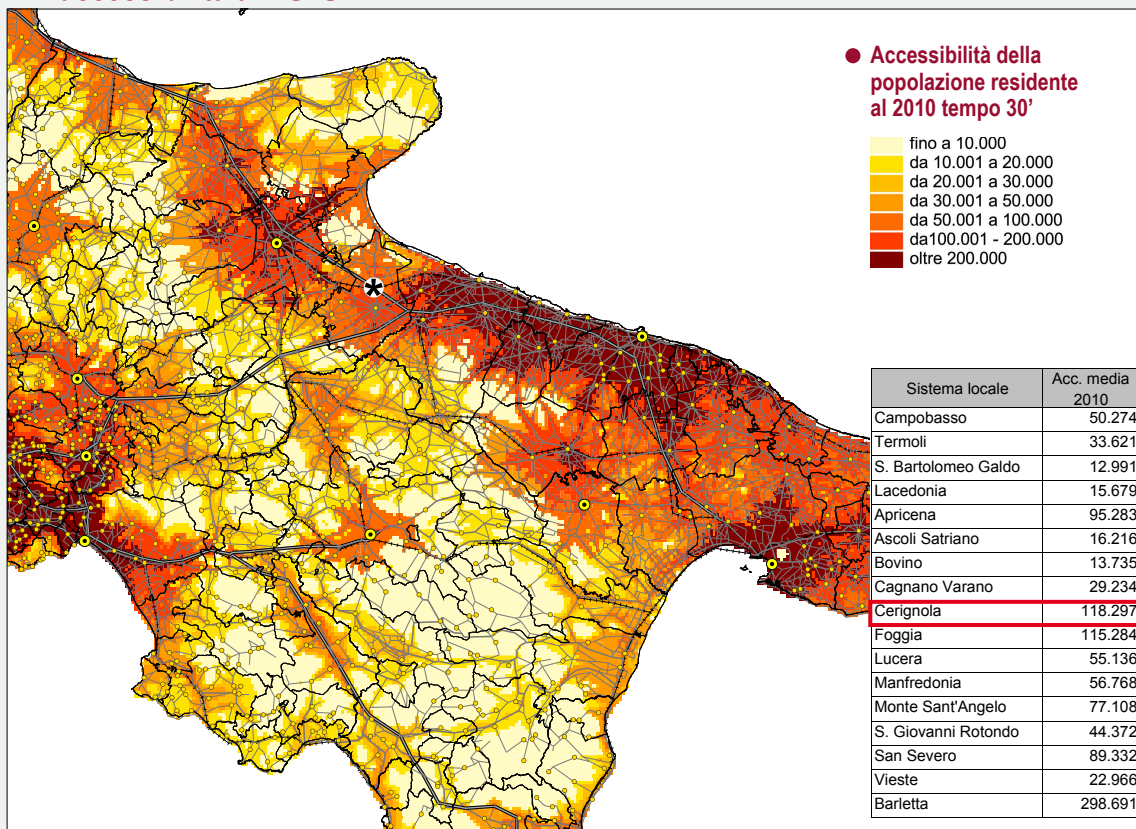 Accessibilità della
popolazione residente
al 2010 tempo 30'
fino a 10.000
da 10.001 a 20.000
da 20.001 a 30.000
da 30.001 a 50.000
da 50.001 a 100.000
da100.001 - 200.000
oltre 200.000
Sistema locale Acc. media 2010
Campobasso 50.274
Termoli 33.621
S. Bartolomeo Galdo 12.991
Lacedonia 15.679
Apricena 95.283
Ascoli Satriano 16.216
Bovino 13.735
Cagnano Varano 29.234
Cerignola 118.297
Foggia 115.284
Lucera 55.136
Manfredonia 56.768
Monte Sant'Angelo 77.108
S. Giovanni Rotondo 44.372
San Severo 89.332
Vieste 22.966
Barletta 298.691